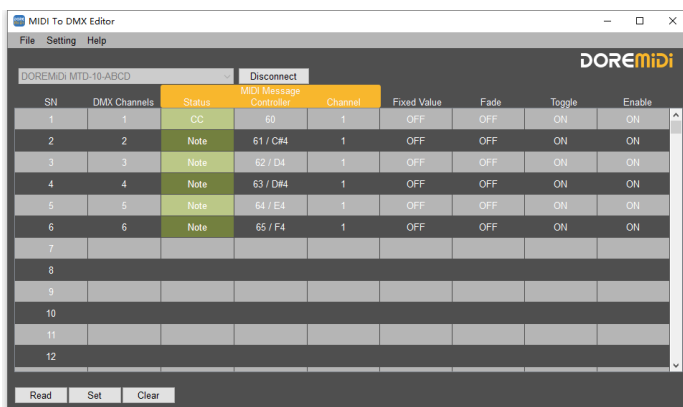 MIDI To DMX Editor
File Setting Help
DOREMiDi
DOREMiDi MTD-10-ABCD Disconnect
MIDI Message
SN DMX Channels Status Controller Channel Fixed Value Fade Toggle Enable
1 1 CC 60 1 OFF OFF ON ON
2 2 Note 61 / C#4 1 OFF OFF ON ON
3 3 Note 62 / D4 1 OFF OFF ON ON
4 4 Note 63 / D#4 1 OFF OFF ON ON
5 5 Note 64 / E4 1 OFF OFF ON ON
6 6 Note 65 / F4 1 OFF OFF ON ON
7
8
9
10
11
12
Read Set Clear